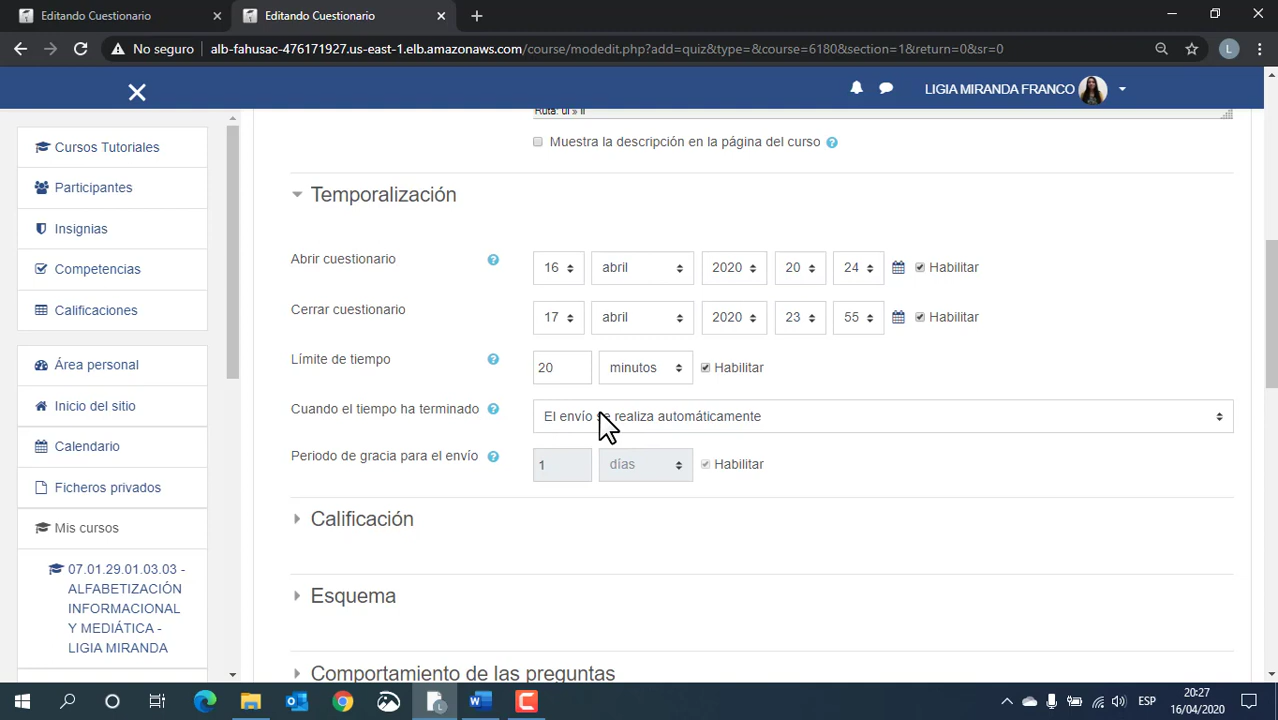 Editando Cuestionario
Editando Cuestionario
No seguro
alb-fahusac-476171927.us-east-1.elb.amazonaws.com/course/modedit.php?add=quiz&type=&course=6180&section=1&return=0&sr=0
L
LIGIA MIRANDA FRANCO
Cursos Tutoriales
Participantes
Insignias
Competencias
Calificaciones
Área personal
Inicio del sitio
Calendario
Ficheros privados
Mis cursos
07.01.29.01.03.03 -
ALFABETIZACIÓN
INFORMACIONAL
Y MEDIÁTICA -
LIGIA MIRANDA
Ruta: ul » li
Muestra la descripción en la página del curso
Temporalización
Abrir cuestionario
16 abril 2020 20 24 Habilitar
Cerrar cuestionario
17 abril 2020 23 55 Habilitar
Límite de tiempo
20 minutos Habilitar
Cuando el tiempo ha terminado
El envío se realiza automáticamente
Periodo de gracia para el envío
1 días Habilitar
Calificación
Esquema
Comportamiento de las preguntas
ESP
20:27
16/04/2020